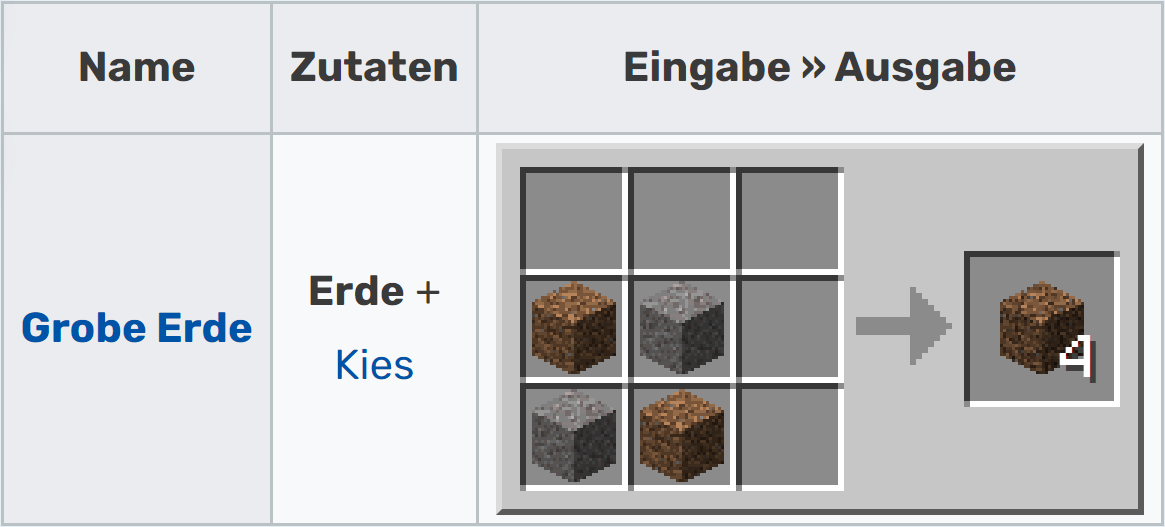 Name
Zutaten
Eingabe » Ausgabe
Grobe Erde
Erde +
Kies
4